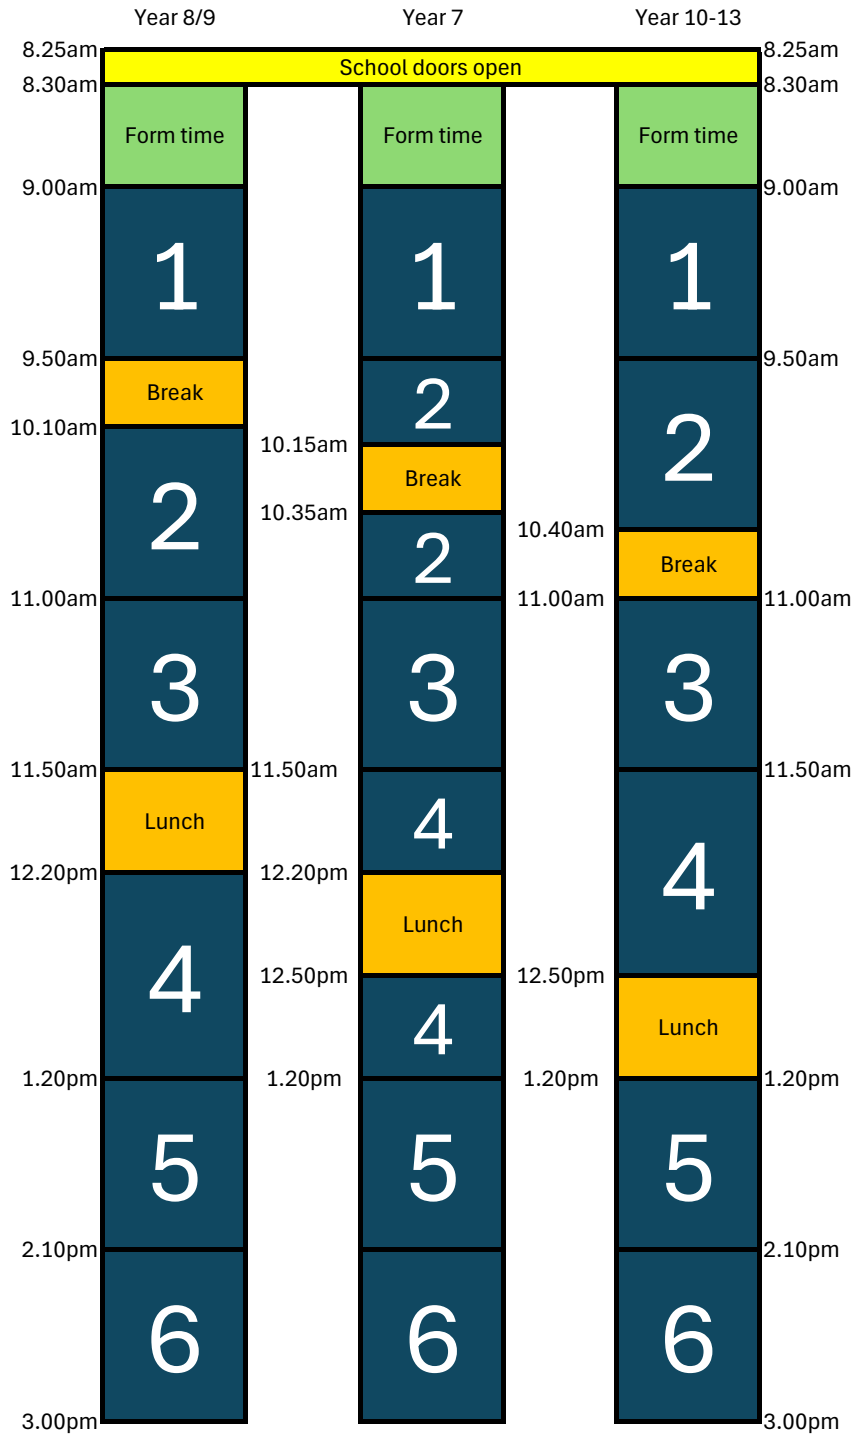 Year 8/9 Year 7 Year 10-13
8.25am 8.25am
School doors open
8.30am 8.30am
Form time Form time Form time
9.00am 9.00am
1 1 1
9.50am 9.50am
Break 2
10.10am 2
10.15am
Break
2
10.35am
10.40am
2 Break
11.00am 11.00am 11.00am
3 3 3
11.50am 11.50am 11.50am
Lunch 4
12.20pm 12.20pm
4
Lunch
12.50pm 12.50pm
4
4 Lunch
1.20pm 1.20pm 1.20pm 1.20pm
5 5 5
2.10pm 2.10pm
6 6 6
3.00pm 3.00pm